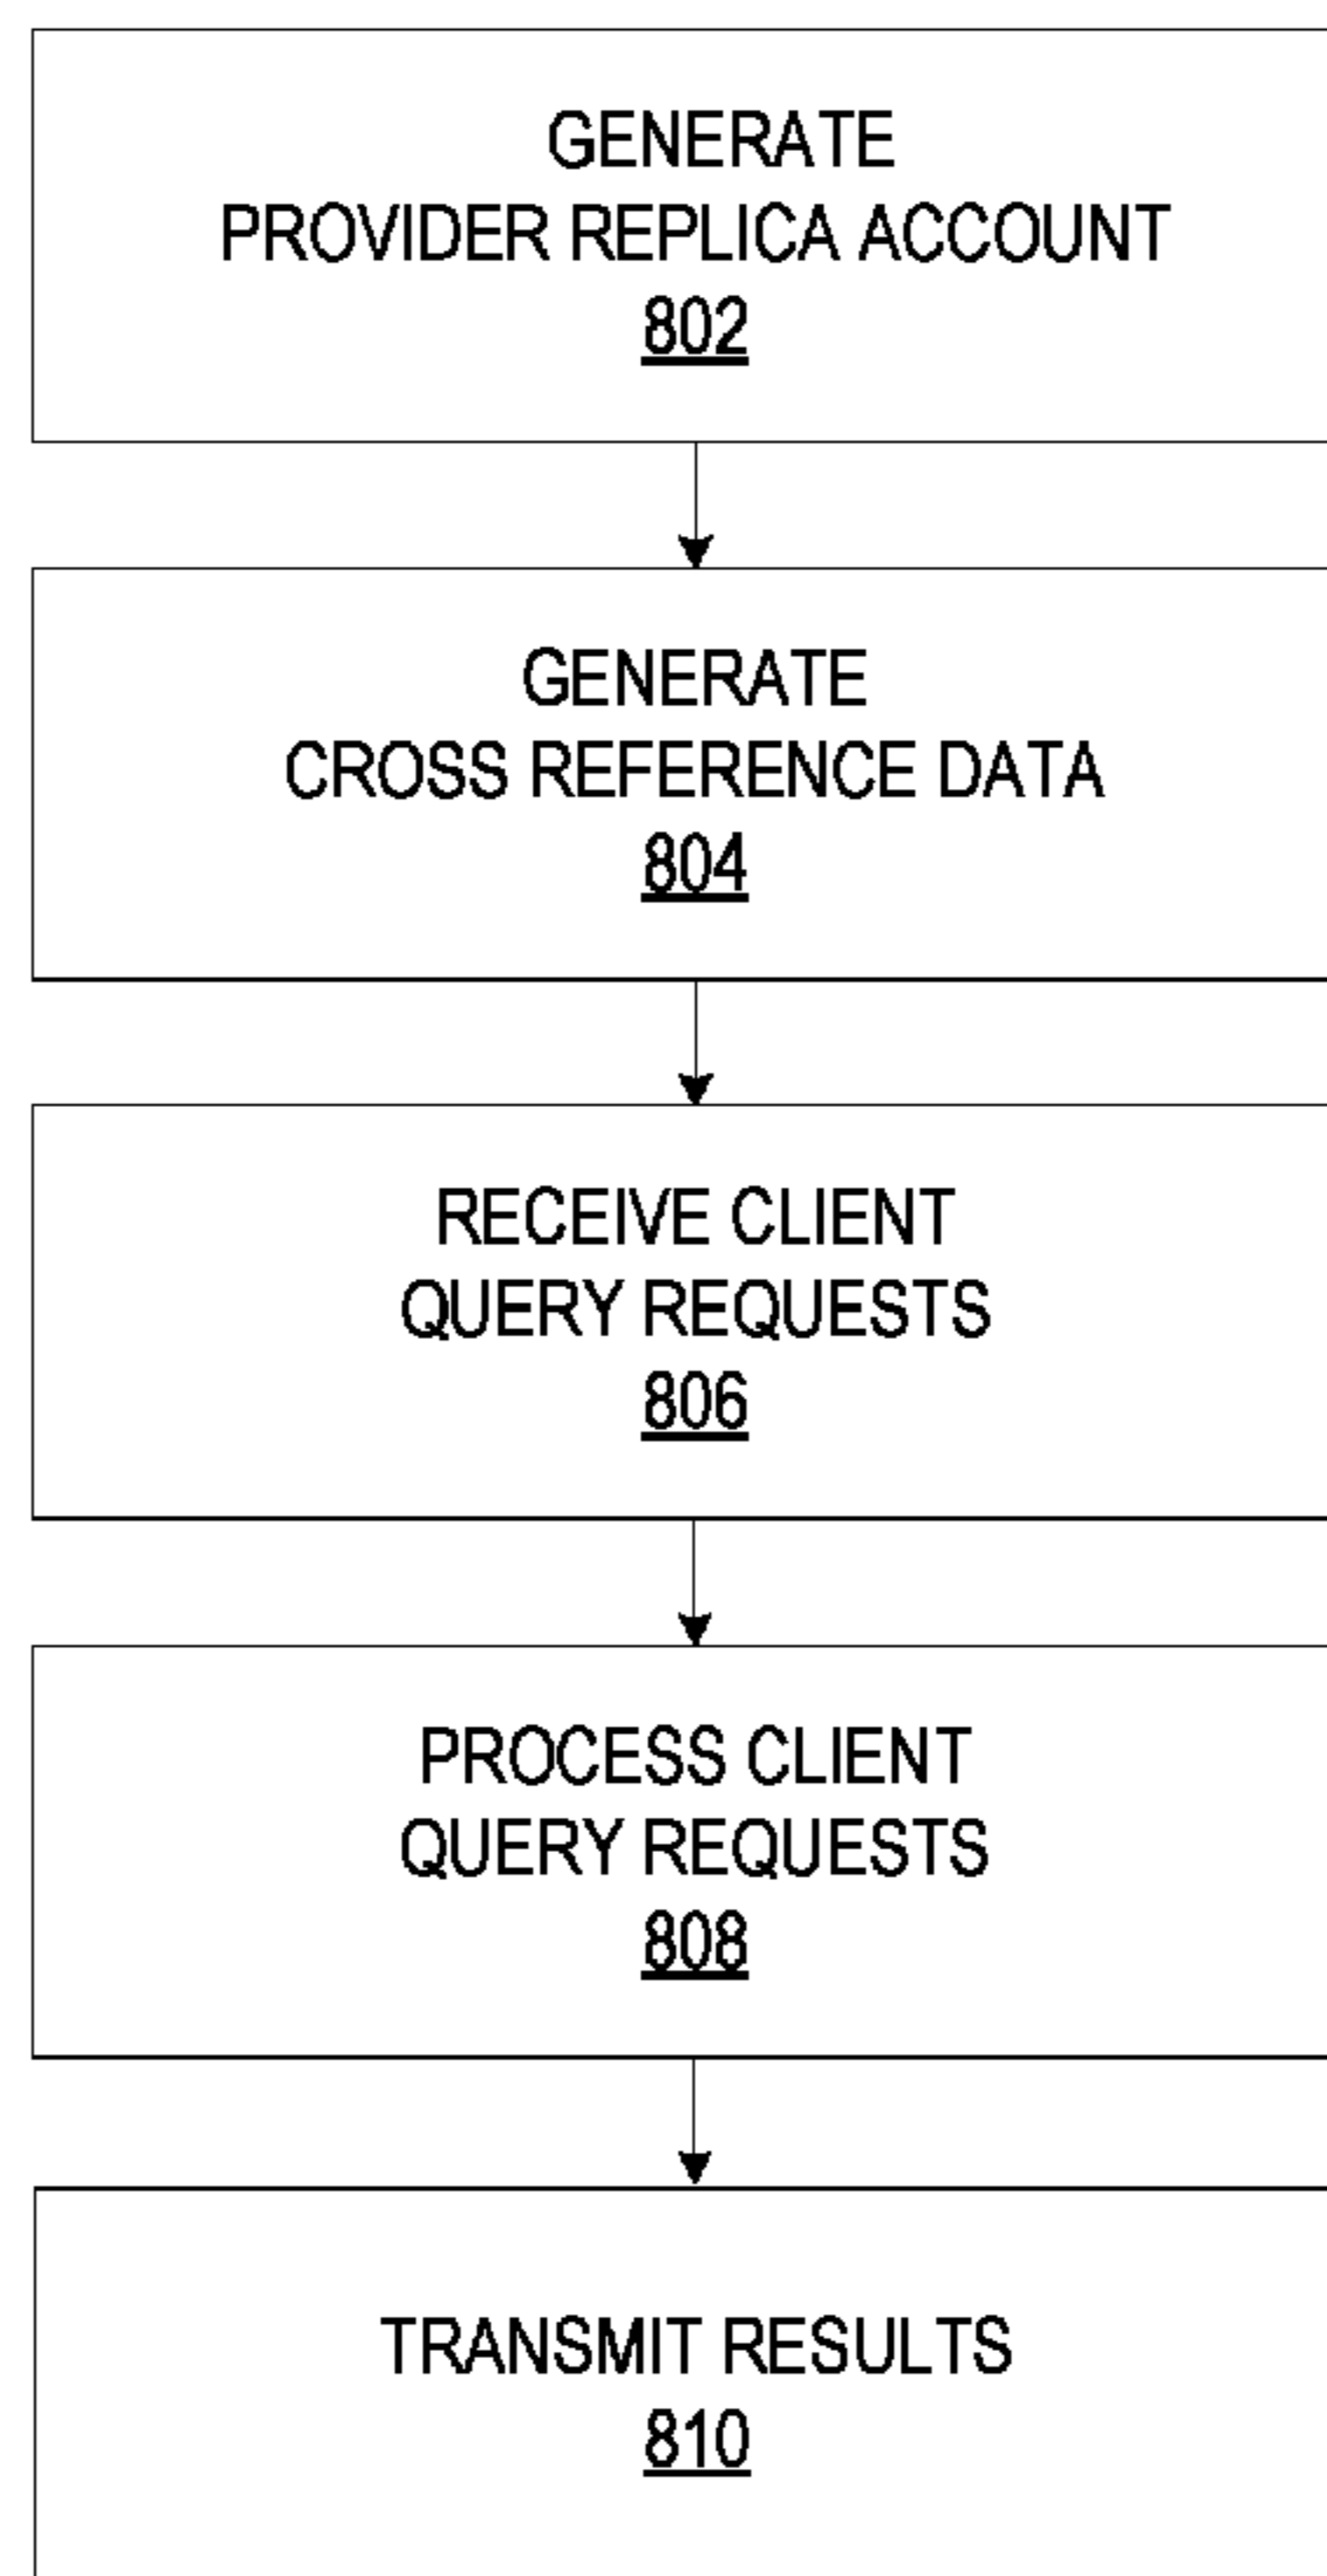 GENERATE
PROVIDER REPLICA ACCOUNT
802
GENERATE
CROSS REFERENCE DATA
804
RECEIVE CLIENT
QUERY REQUESTS
806
PROCESS CLIENT
QUERY REQUESTS
808
TRANSMIT RESULTS
810